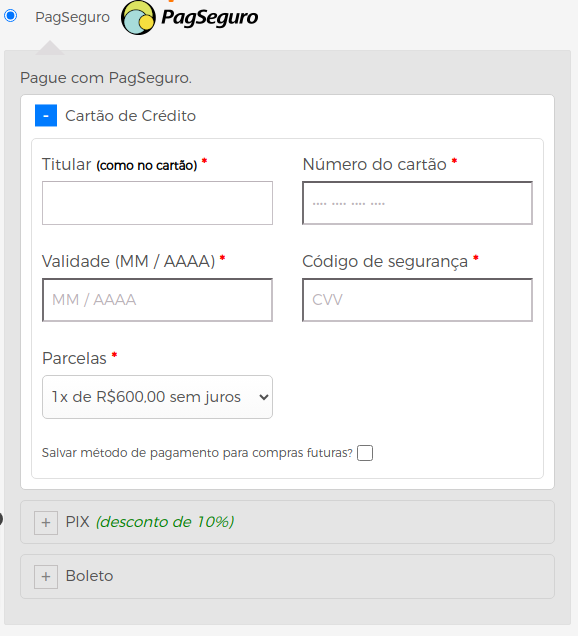 PagSeguro PagSeguro
Pague com PagSeguro.
- Cartão de Crédito
Titular (como no cartão) *
Número do cartão *
•••• •••• •••• ••••
Validade (MM / AAAA) *
Código de segurança *
MM / AAAA
CVV
Parcelas *
1x de R$600,00 sem juros
Salvar método de pagamento para compras futuras?
+ PIX (desconto de 10%)
+ Boleto